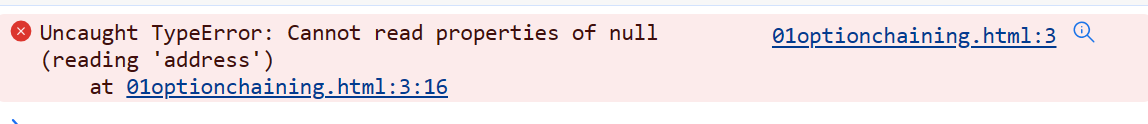 Uncaught TypeError: Cannot read properties of null 01optionchaining.html:3
(reading 'address')
at 01optionchaining.html:3:16